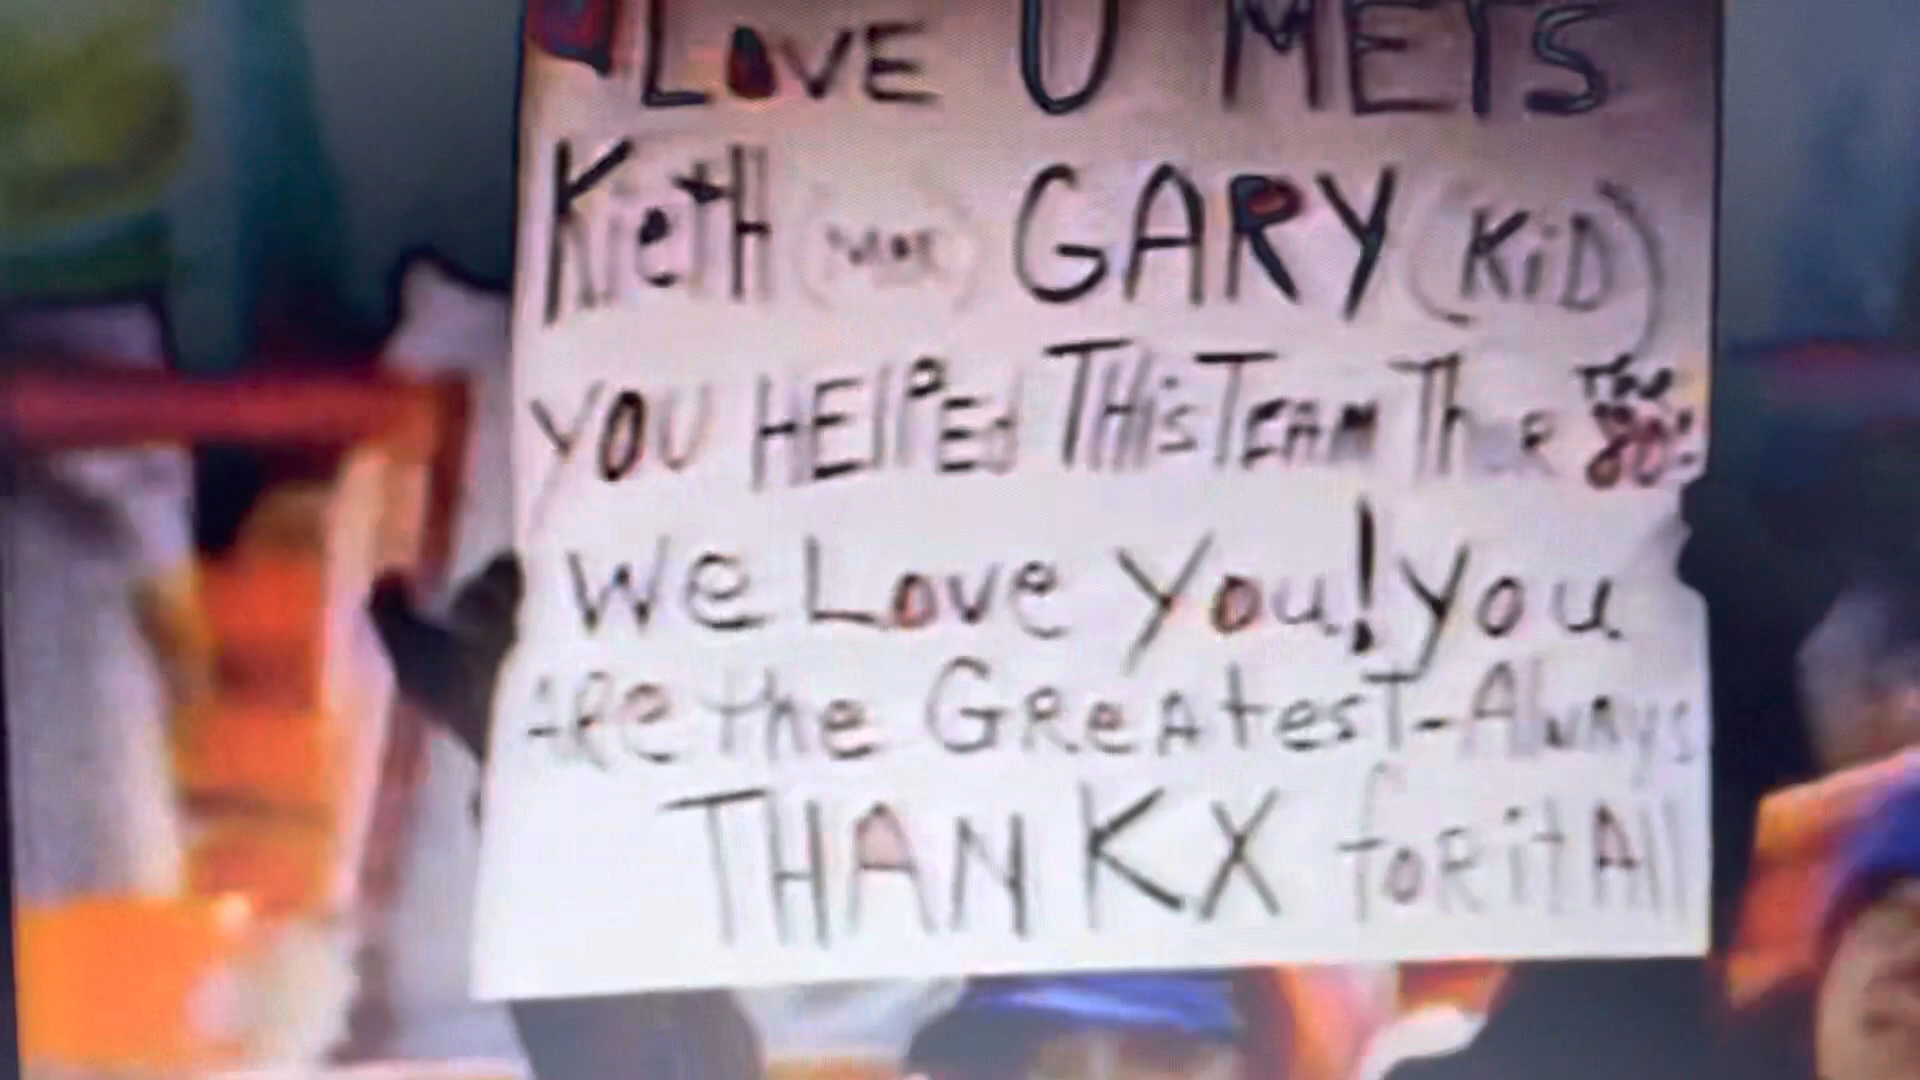 LOVE U METS
KietH GARY (KiD)
YOU HElPEd THis TEAM The 80's
We Love You! you
ARe the GReAtesT-Always
THANKX foR it All